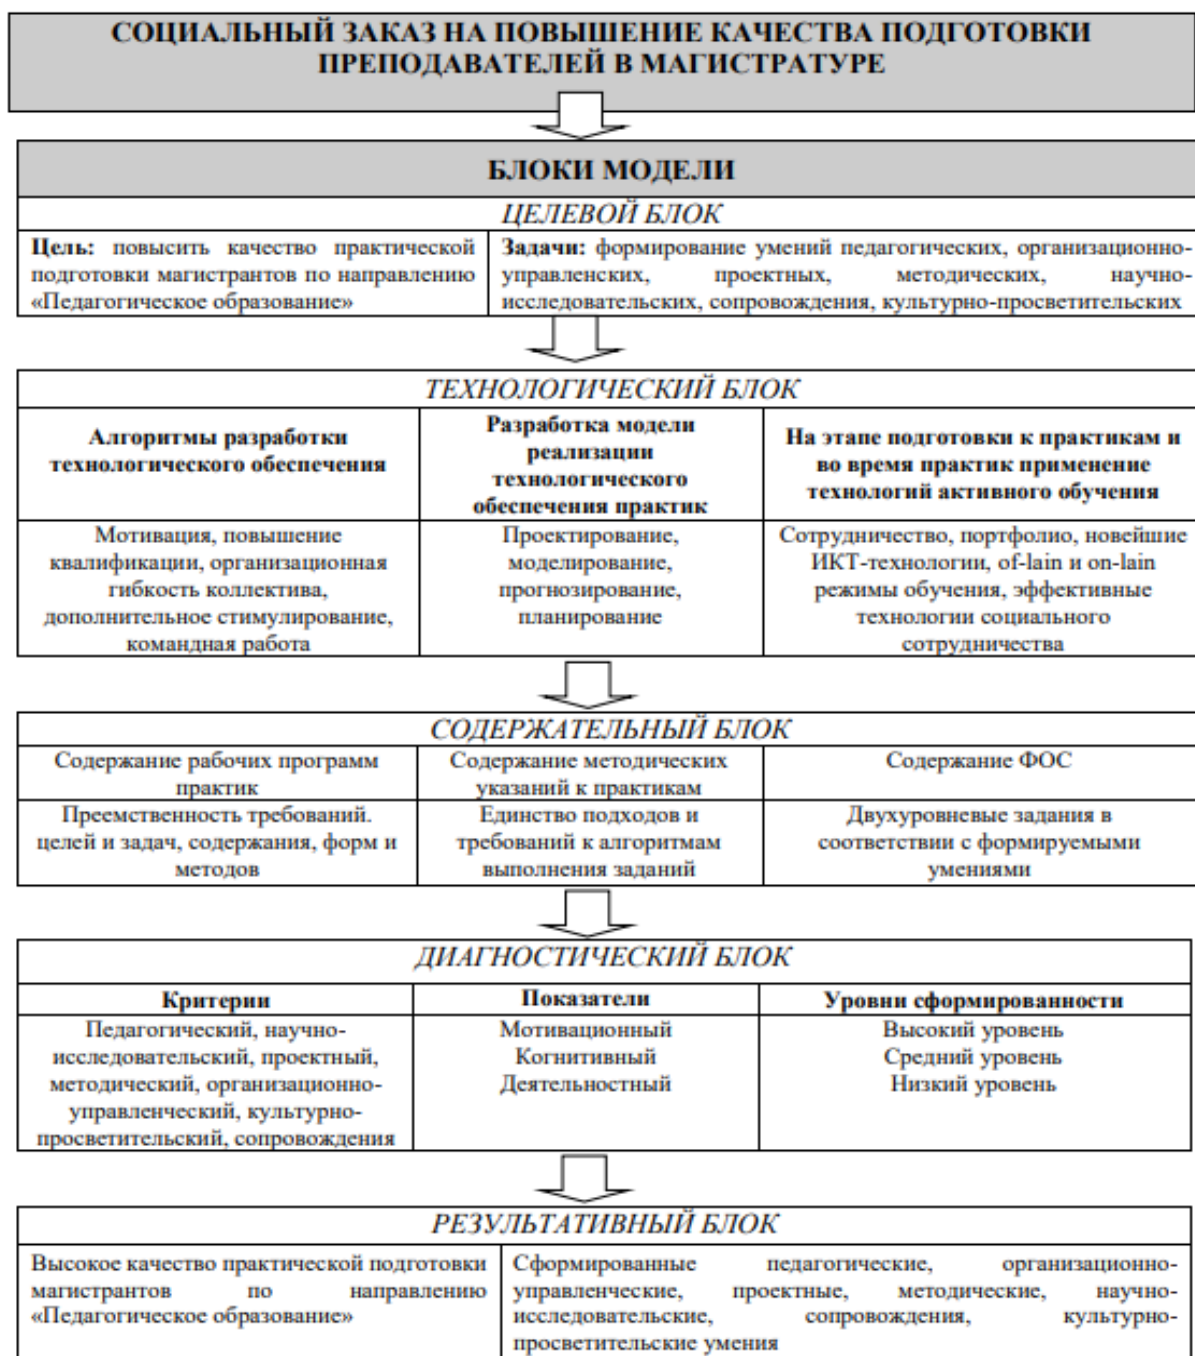 СОЦИАЛЬНЫЙ ЗАКАЗ НА ПОВЫШЕНИЕ КАЧЕСТВА ПОДГОТОВКИ
ПРЕПОДАВАТЕЛЕЙ В МАГИСТРАТУРЕ
БЛОКИ МОДЕЛИ
ЦЕЛЕВОЙ БЛОК
Цель: повысить качество практической
подготовки магистрантов по направлению
«Педагогическое образование»
Задачи: формирование умений педагогических, организационно-
управленских, проектных, методических, научно-
исследовательских, сопровождения, культурно-просветительских
ТЕХНОЛОГИЧЕСКИЙ БЛОК
Алгоритмы разработки
технологического обеспечения
Разработка модели
реализации
технологического
обеспечения практик
На этапе подготовки к практикам и
во время практик применение
технологий активного обучения
Мотивация, повышение
квалификации, организационная
гибкость коллектива,
дополнительное стимулирование,
командная работа
Проектирование,
моделирование,
прогнозирование,
планирование
Сотрудничество, портфолио, новейшие
ИКТ-технологии, of-lain и on-lain
режимы обучения, эффективные
технологии социального
сотрудничества
СОДЕРЖАТЕЛЬНЫЙ БЛОК
Содержание рабочих программ
практик
Содержание методических
указаний к практикам
Содержание ФОС
Преемственность требований.
целей и задач, содержания, форм и
методов
Единство подходов и
требований к алгоритмам
выполнения заданий
Двухуровневые задания в
соответствии с формируемыми
умениями
ДИАГНОСТИЧЕСКИЙ БЛОК
Критерии
Показатели
Уровни сформированности
Педагогический, научно-
исследовательский, проектный,
методический, организационно-
управленческий, культурно-
просветительский, сопровождения
Мотивационный
Когнитивный
Деятельностный
Высокий уровень
Средний уровень
Низкий уровень
РЕЗУЛЬТАТИВНЫЙ БЛОК
Высокое качество практической подготовки
магистрантов по направлению
«Педагогическое образование»
Сформированные педагогические, организационно-
управленческие, проектные, методические, научно-
исследовательские, сопровождения, культурно-
просветительские умения